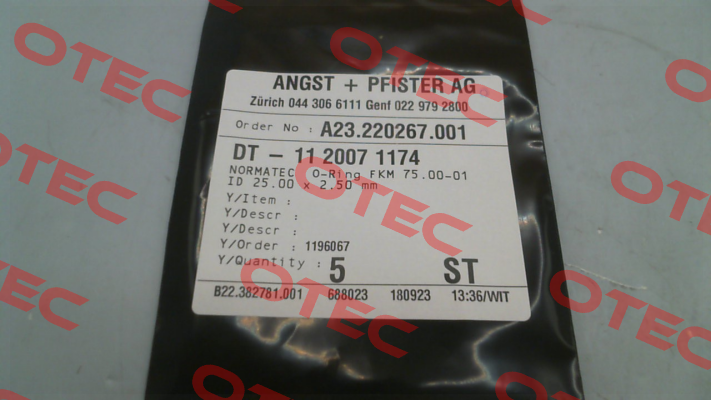 ANGST + PFISTER AG
Zürich 044 306 6111 Genf 022 979 2800
Order No : A23.220267.001
DT – 11 2007 1174
NORMATEC O-Ring FKM 75.00-01
ID 25.00 x 2.50 mm
Y/Item :
Y/Descr :
Y/Descr :
Y/Order : 1196067
Y/Quantity : 5 ST
B22.382781.001 688023 180923 13:36/WIT
OTEC
OTEC
OTEC
OTEC
OTEC
OTEC
OTEC
OTEC
OTEC
OTEC